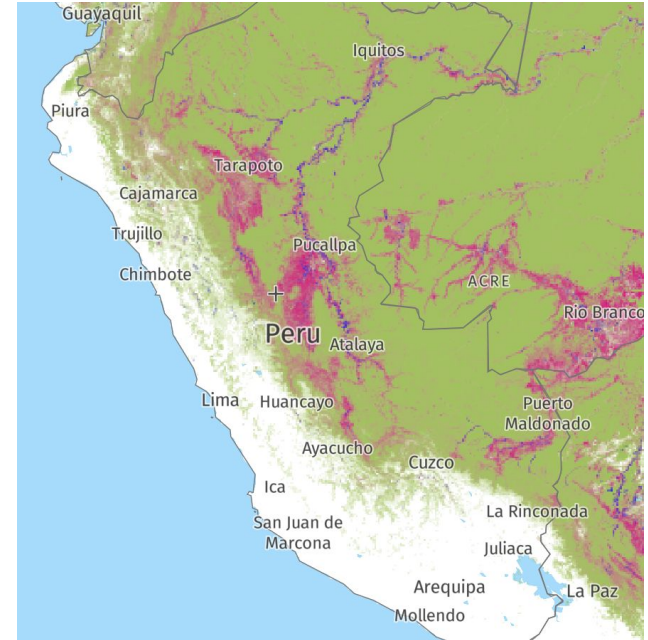 Guayaquil
Iquitos
Piura
Tarapoto
Cajamarca
Trujillo
Pucallpa
Chimbote
ACRE
Rio Branco
Peru
Atalaya
Lima
Huancayo
Puerto
Maldonado
Ayacucho
Cuzco
Ica
La Rinconada
San Juan de
Marcona
Juliaca
Arequipa
La Paz
Mollendo